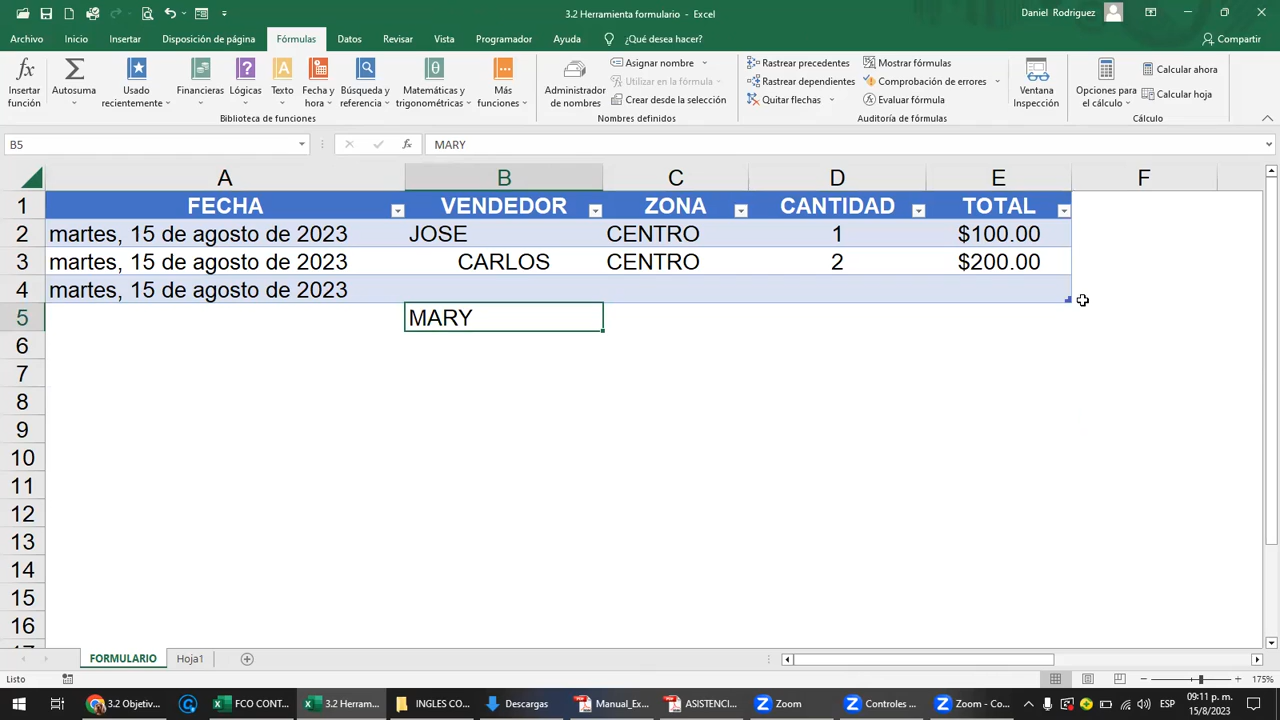 3.2 Herramienta formulario - Excel
Daniel Rodriguez
Archivo Inicio Insertar Disposición de página Fórmulas Datos Revisar Vista Programador Ayuda ¿Qué desea hacer? Compartir
Insertar función
Autosuma
Usado recientemente
Financieras
Lógicas
Texto
Fecha y hora
Búsqueda y referencia
Matemáticas y trigonométricas
Más funciones
Biblioteca de funciones
Administrador de nombres
Asignar nombre
Utilizar en la fórmula
Crear desde la selección
Nombres definidos
Rastrear precedentes
Rastrear dependientes
Quitar flechas
Mostrar fórmulas
Comprobación de errores
Evaluar fórmula
Auditoría de fórmulas
Ventana Inspección
Opciones para el cálculo
Calcular ahora
Calcular hoja
Cálculo
B5 fx MARY
A B C D E F
1 FECHA VENDEDOR ZONA CANTIDAD TOTAL
2 martes, 15 de agosto de 2023 JOSE CENTRO 1 $100.00
3 martes, 15 de agosto de 2023 CARLOS CENTRO 2 $200.00
4 martes, 15 de agosto de 2023
5 MARY
6
7
8
9
10
11
12
13
14
15
16
FORMULARIO Hoja1
Listo 175%
3.2 Objetiv... FCO CONT... 3.2 Herram... INGLES CO... Descargas Manual_Ex... ASISTENCI... Zoom Controles ... Zoom - Co... ESP 09:11 p. m.
15/8/2023